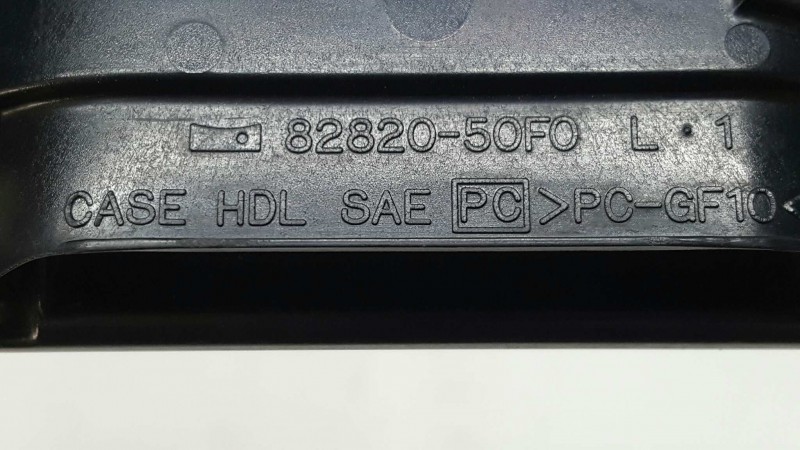 82820-50F0 L · 1
CASE HDL SAE PC >PC-GF10<